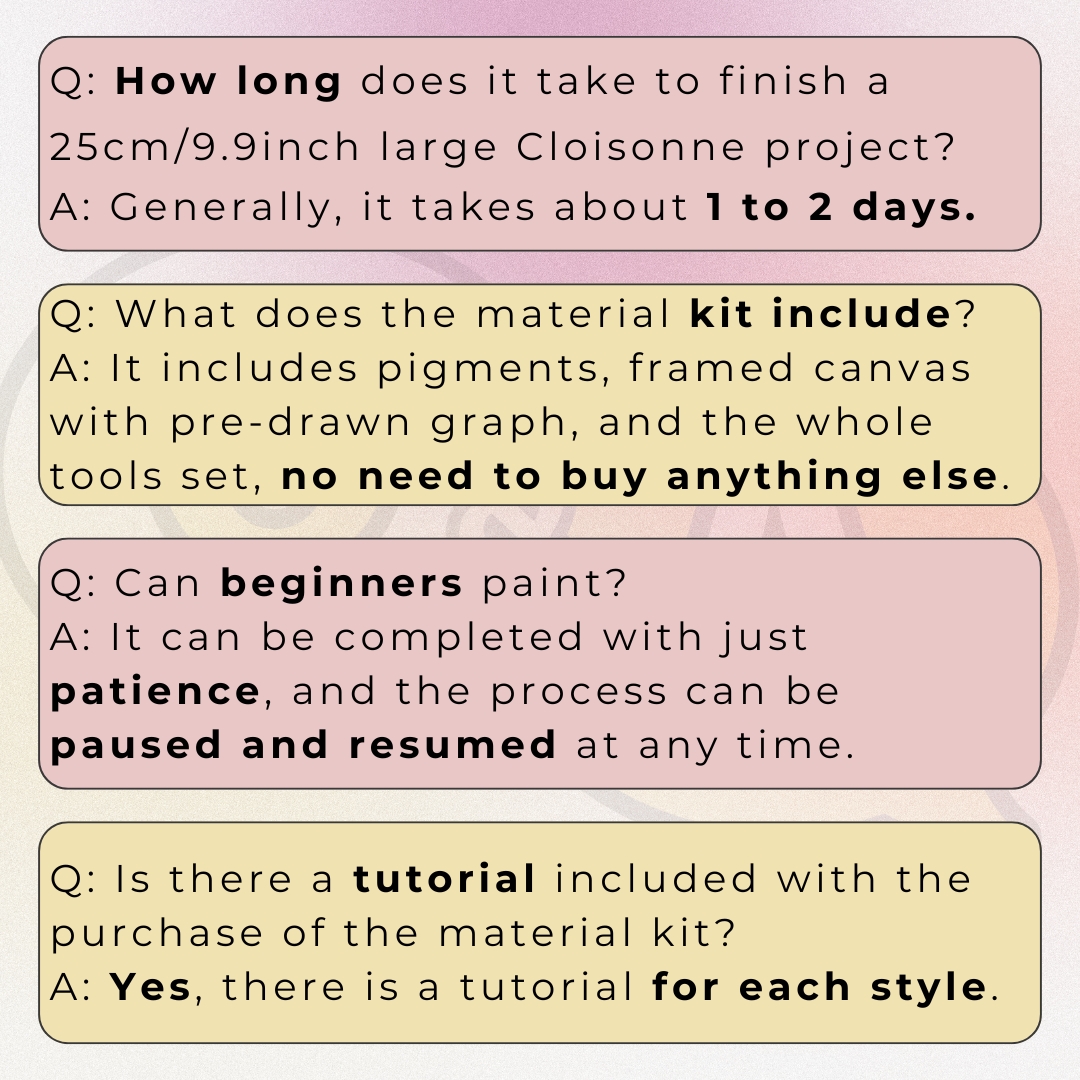 Q: How long does it take to finish a
25cm/9.9inch large Cloisonne project?
A: Generally, it takes about 1 to 2 days.
Q: What does the material kit include?
A: It includes pigments, framed canvas
with pre-drawn graph, and the whole
tools set, no need to buy anything else.
Q: Can beginners paint?
A: It can be completed with just
patience, and the process can be
paused and resumed at any time.
Q: Is there a tutorial included with the
purchase of the material kit?
A: Yes, there is a tutorial for each style.